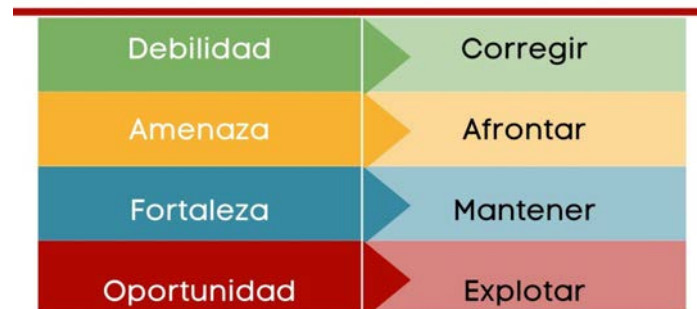 Debilidad Corregir
Amenaza Afrontar
Fortaleza Mantener
Oportunidad Explotar